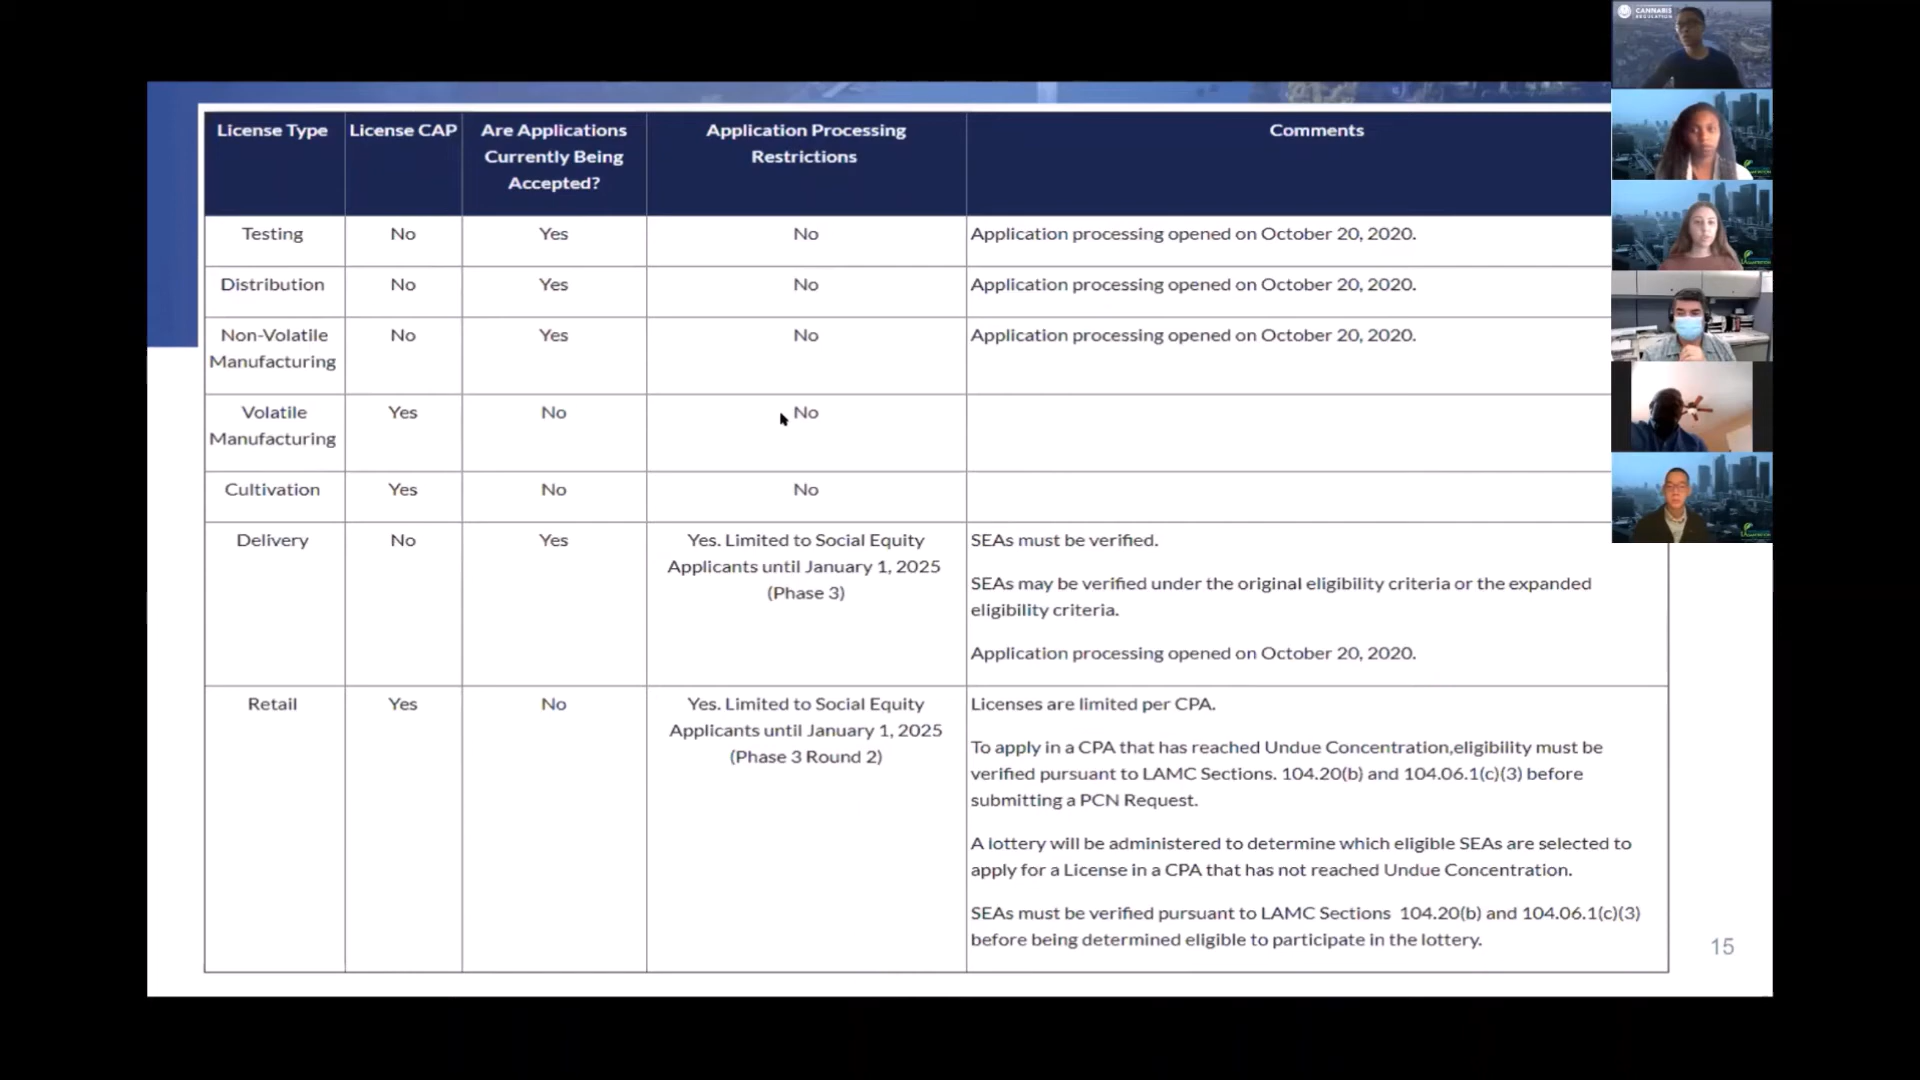 CANNABIS
REGULATION
License Type
License CAP
Are Applications
Currently Being
Accepted?
Application Processing
Restrictions
Comments
Testing
No
Yes
No
Application processing opened on October 20, 2020.
Distribution
No
Yes
No
Application processing opened on October 20, 2020.
Non-Volatile
Manufacturing
No
Yes
No
Application processing opened on October 20, 2020.
Volatile
Manufacturing
Yes
No
No
Cultivation
Yes
No
No
Delivery
No
Yes
Yes. Limited to Social Equity
Applicants until January 1, 2025
(Phase 3)
SEAs must be verified.
SEAs may be verified under the original eligibility criteria or the expanded
eligibility criteria.
Application processing opened on October 20, 2020.
Retail
Yes
No
Yes. Limited to Social Equity
Applicants until January 1, 2025
(Phase 3 Round 2)
Licenses are limited per CPA.
To apply in a CPA that has reached Undue Concentration,eligibility must be
verified pursuant to LAMC Sections. 104.20(b) and 104.06.1(c)(3) before
submitting a PCN Request.
A lottery will be administered to determine which eligible SEAs are selected to
apply for a License in a CPA that has not reached Undue Concentration.
SEAs must be verified pursuant to LAMC Sections 104.20(b) and 104.06.1(c)(3)
before being determined eligible to participate in the lottery.
15